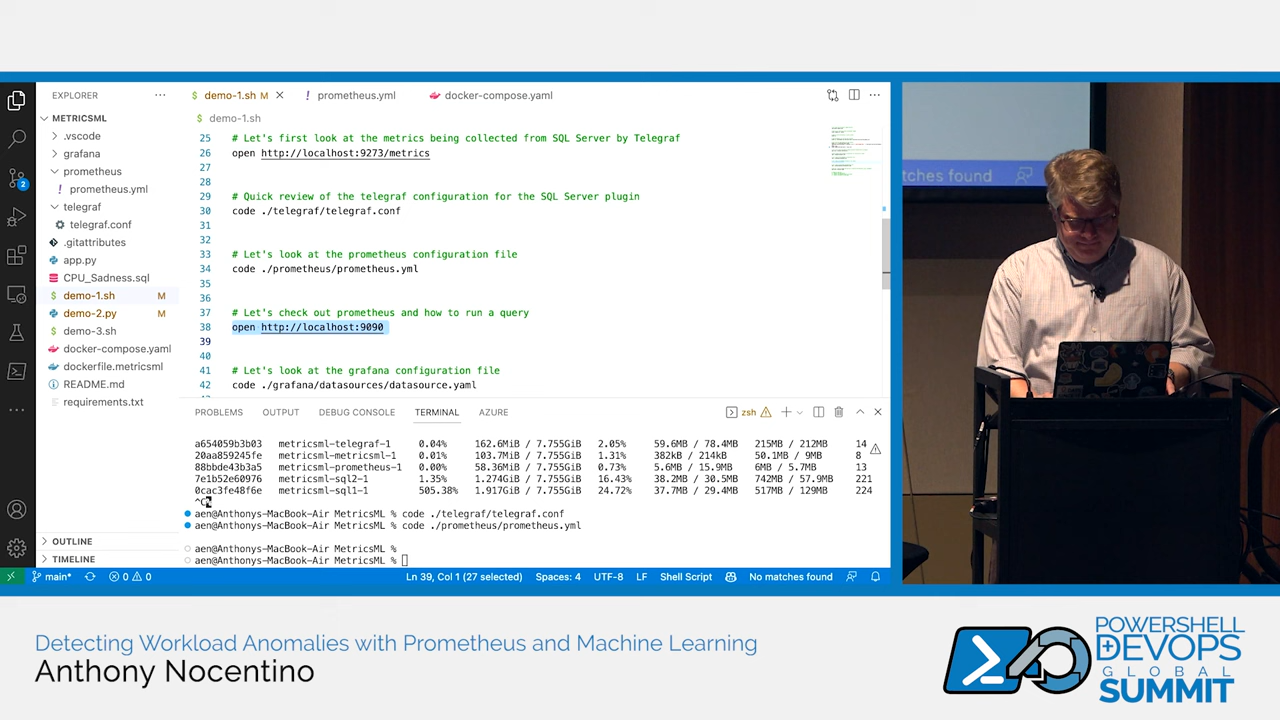 EXPLORER
METRICSML
.vscode
grafana
prometheus
prometheus.yml
telegraf
telegraf.conf
.gitattributes
app.py
CPU_Sadness.sql
demo-1.sh M
demo-2.py M
demo-3.sh
docker-compose.yaml
dockerfile.metricsml
README.md
requirements.txt
OUTLINE
TIMELINE
demo-1.sh M
prometheus.yml
docker-compose.yaml
demo-1.sh
25 # Let's first look at the metrics being collected from SQL Server by Telegraf
26 open http://localhost:9273/metrics
27
28
29 # Quick review of the telegraf configuration for the SQL Server plugin
30 code ./telegraf/telegraf.conf
31
32
33 # Let's look at the prometheus configuration file
34 code ./prometheus/prometheus.yml
35
36
37 # Let's check out prometheus and how to run a query
38 open http://localhost:9090
39
40
41 # Let's look at the grafana configuration file
42 code ./grafana/datasources/datasource.yaml
PROBLEMS OUTPUT DEBUG CONSOLE TERMINAL AZURE
zsh
a654059b3b03 metricsml-telegraf-1 0.04% 162.6MiB / 7.755GiB 2.05% 59.6MB / 78.4MB 215MB / 212MB 14
20aa859245fe metricsml-metricsml-1 0.01% 103.7MiB / 7.755GiB 1.31% 382kB / 214kB 50.1MB / 9MB 8
88bbde43b3a5 metricsml-prometheus-1 0.00% 58.36MiB / 7.755GiB 0.73% 5.6MB / 15.9MB 6MB / 5.7MB 13
7e1b52e60976 metricsml-sql2-1 1.35% 1.274GiB / 7.755GiB 16.43% 38.2MB / 30.5MB 742MB / 57.9MB 221
0cac3fe48f6e metricsml-sql1-1 505.38% 1.917GiB / 7.755GiB 24.72% 37.7MB / 29.4MB 517MB / 129MB 224
^C
aen@Anthonys-MacBook-Air MetricsML % code ./telegraf/telegraf.conf
aen@Anthonys-MacBook-Air MetricsML % code ./prometheus/prometheus.yml
aen@Anthonys-MacBook-Air MetricsML %
aen@Anthonys-MacBook-Air MetricsML %
2
main* 0 0
Ln 39, Col 1 (27 selected) Spaces: 4 UTF-8 LF Shell Script No matches found
tches found
Detecting Workload Anomalies with Prometheus and Machine Learning
Anthony Nocentino
POWERSHELL
DEVOPS
GLOBAL
SUMMIT